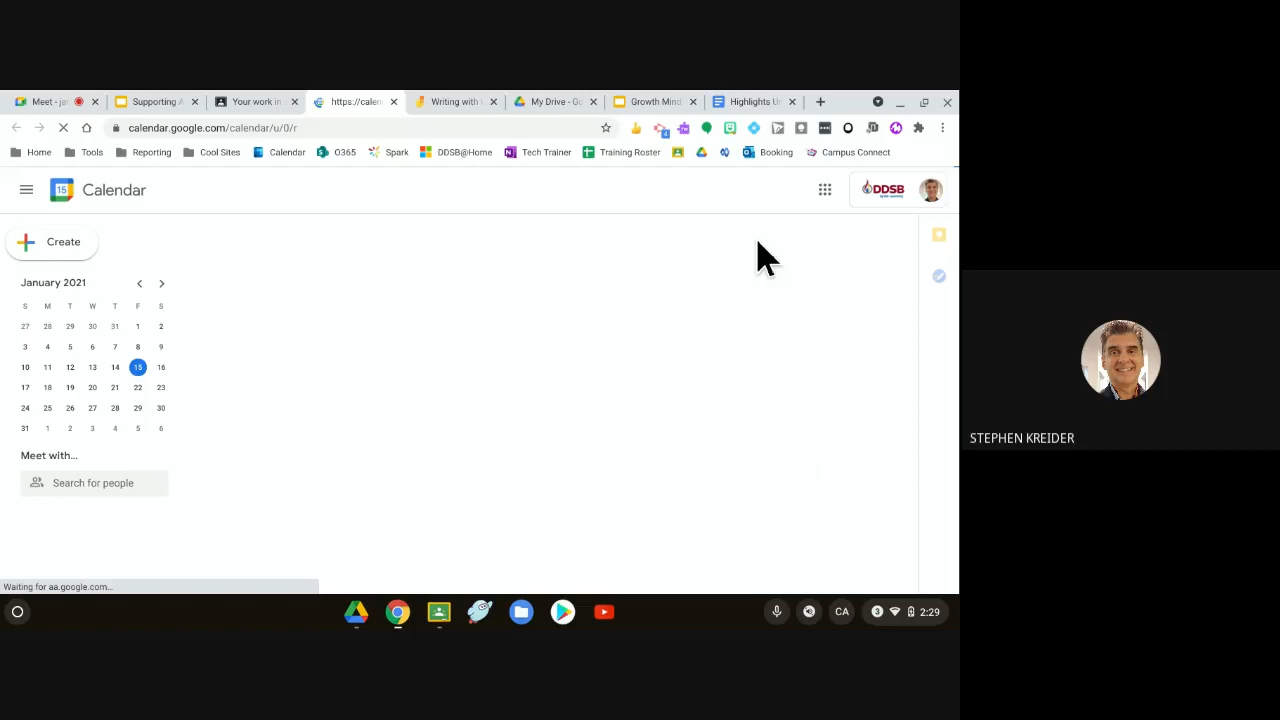 Meet - ja
Supporting A
Your work in
https://calen
Writing with
My Drive - Go
Growth Mind
Highlights Un
calendar.google.com/calendar/u/0/r
Home
Tools
Reporting
Cool Sites
Calendar
O365
Spark
DDSB@Home
Tech Trainer
Training Roster
Booking
Campus Connect
15
Calendar
DDSB
Create
January 2021
S M T W T F S
27 28 29 30 31 1 2
3 4 5 6 7 8 9
10 11 12 13 14 15 16
17 18 19 20 21 22 23
24 25 26 27 28 29 30
31 1 2 3 4 5 6
Meet with...
Search for people
STEPHEN KREIDER
Waiting for aa.google.com...
CA
3
2:29